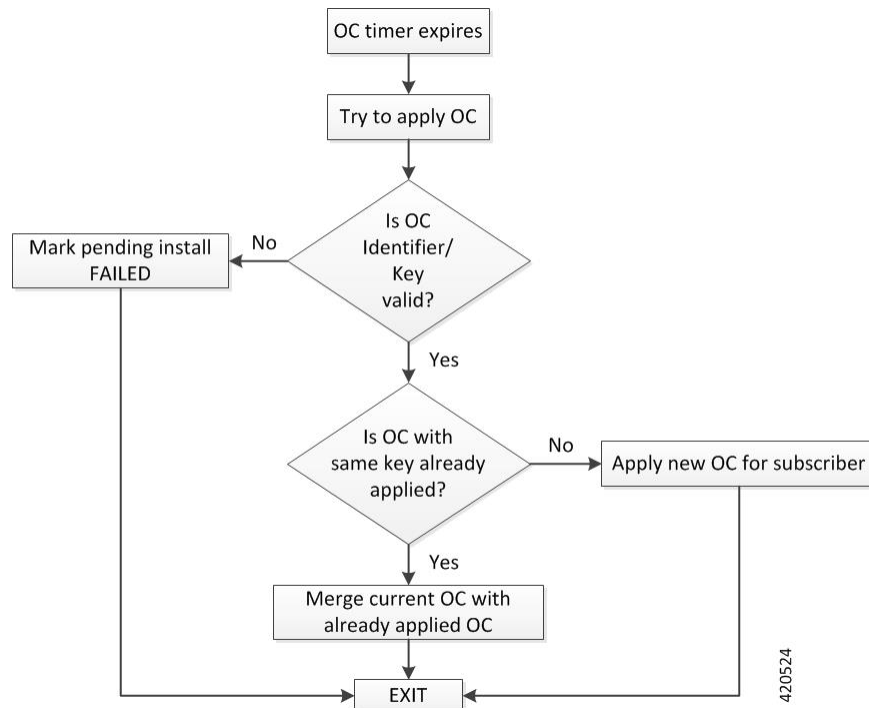 OC timer expires
Try to apply OC
Is OC
Identifier/
Key
valid?
No
Mark pending install
FAILED
Yes
Is OC with
same key already
applied?
No
Apply new OC for subscriber
Yes
Merge current OC with
already applied OC
EXIT
420524